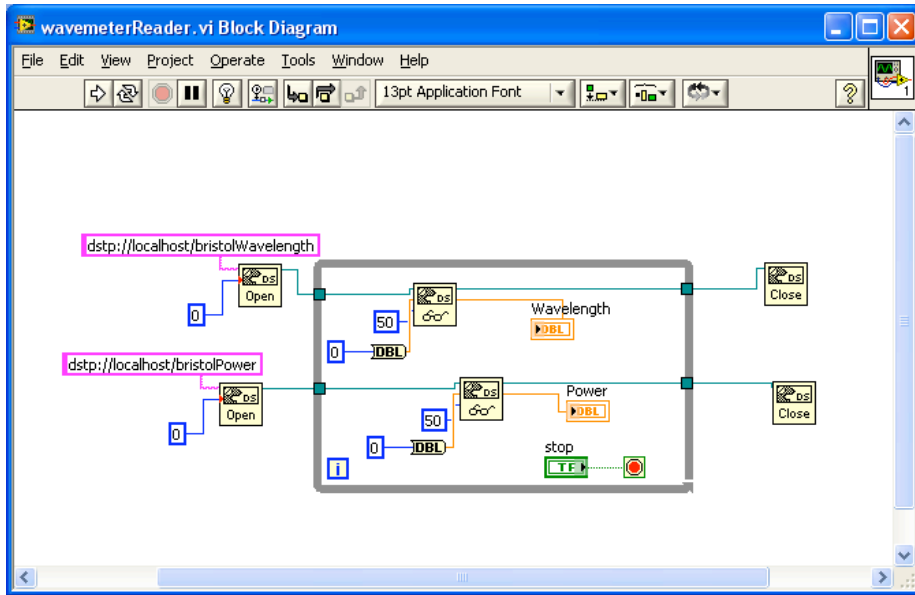 wavemeterReader.vi Block Diagram
File Edit View Project Operate Tools Window Help
13pt Application Font
?
1
dstp://localhost/bristolWavelength
DS
Open
0
DS
50
0
DBL
Wavelength
DBL
DS
Close
dstp://localhost/bristolPower
DS
Open
0
DS
50
0
DBL
Power
DBL
DS
Close
stop
TF
i